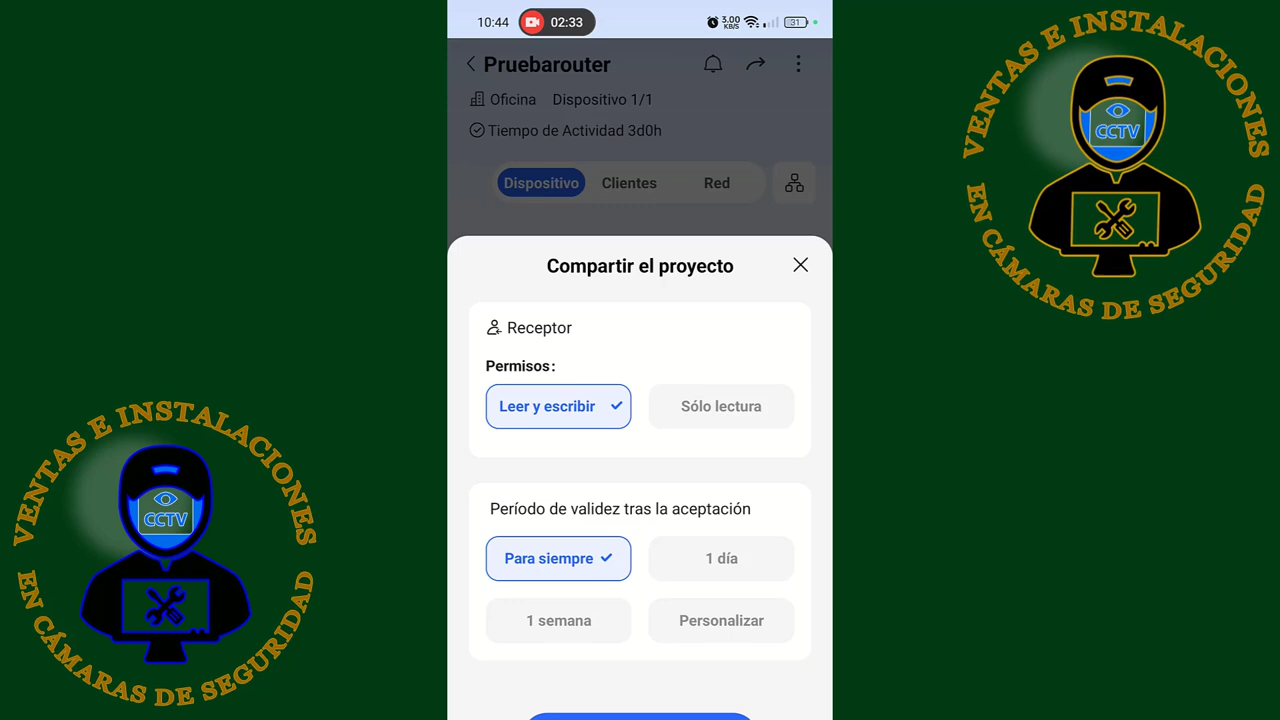 10:44
02:33
3.00
KB/S
31
Pruebarouter
Oficina
Dispositivo 1/1
Tiempo de Actividad 3d0h
Dispositivo
Clientes
Red
Compartir el proyecto
Receptor
Permisos:
Leer y escribir
Sólo lectura
Período de validez tras la aceptación
Para siempre
1 día
1 semana
Personalizar
VENTAS E INSTALACIONES
CCTV
EN CÁMARAS DE SEGURIDAD
VENTAS E INSTALACIONES
CCTV
EN CÁMARAS DE SEGURIDAD